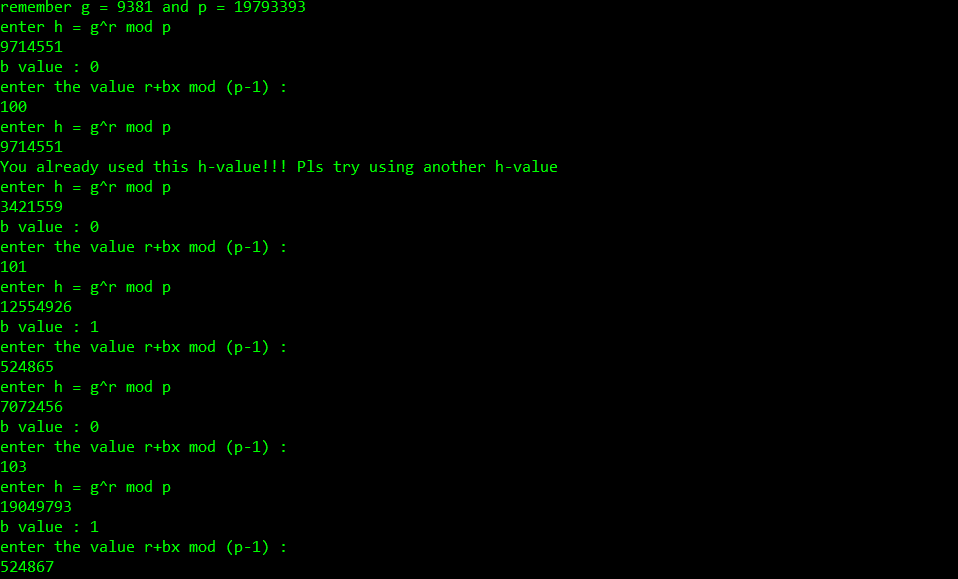 remember g = 9381 and p = 19793393
enter h = g^r mod p
9714551
b value : 0
enter the value r+bx mod (p-1) :
100
enter h = g^r mod p
9714551
You already used this h-value!!! Pls try using another h-value
enter h = g^r mod p
3421559
b value : 0
enter the value r+bx mod (p-1) :
101
enter h = g^r mod p
12554926
b value : 1
enter the value r+bx mod (p-1) :
524865
enter h = g^r mod p
7072456
b value : 0
enter the value r+bx mod (p-1) :
103
enter h = g^r mod p
19049793
b value : 1
enter the value r+bx mod (p-1) :
524867